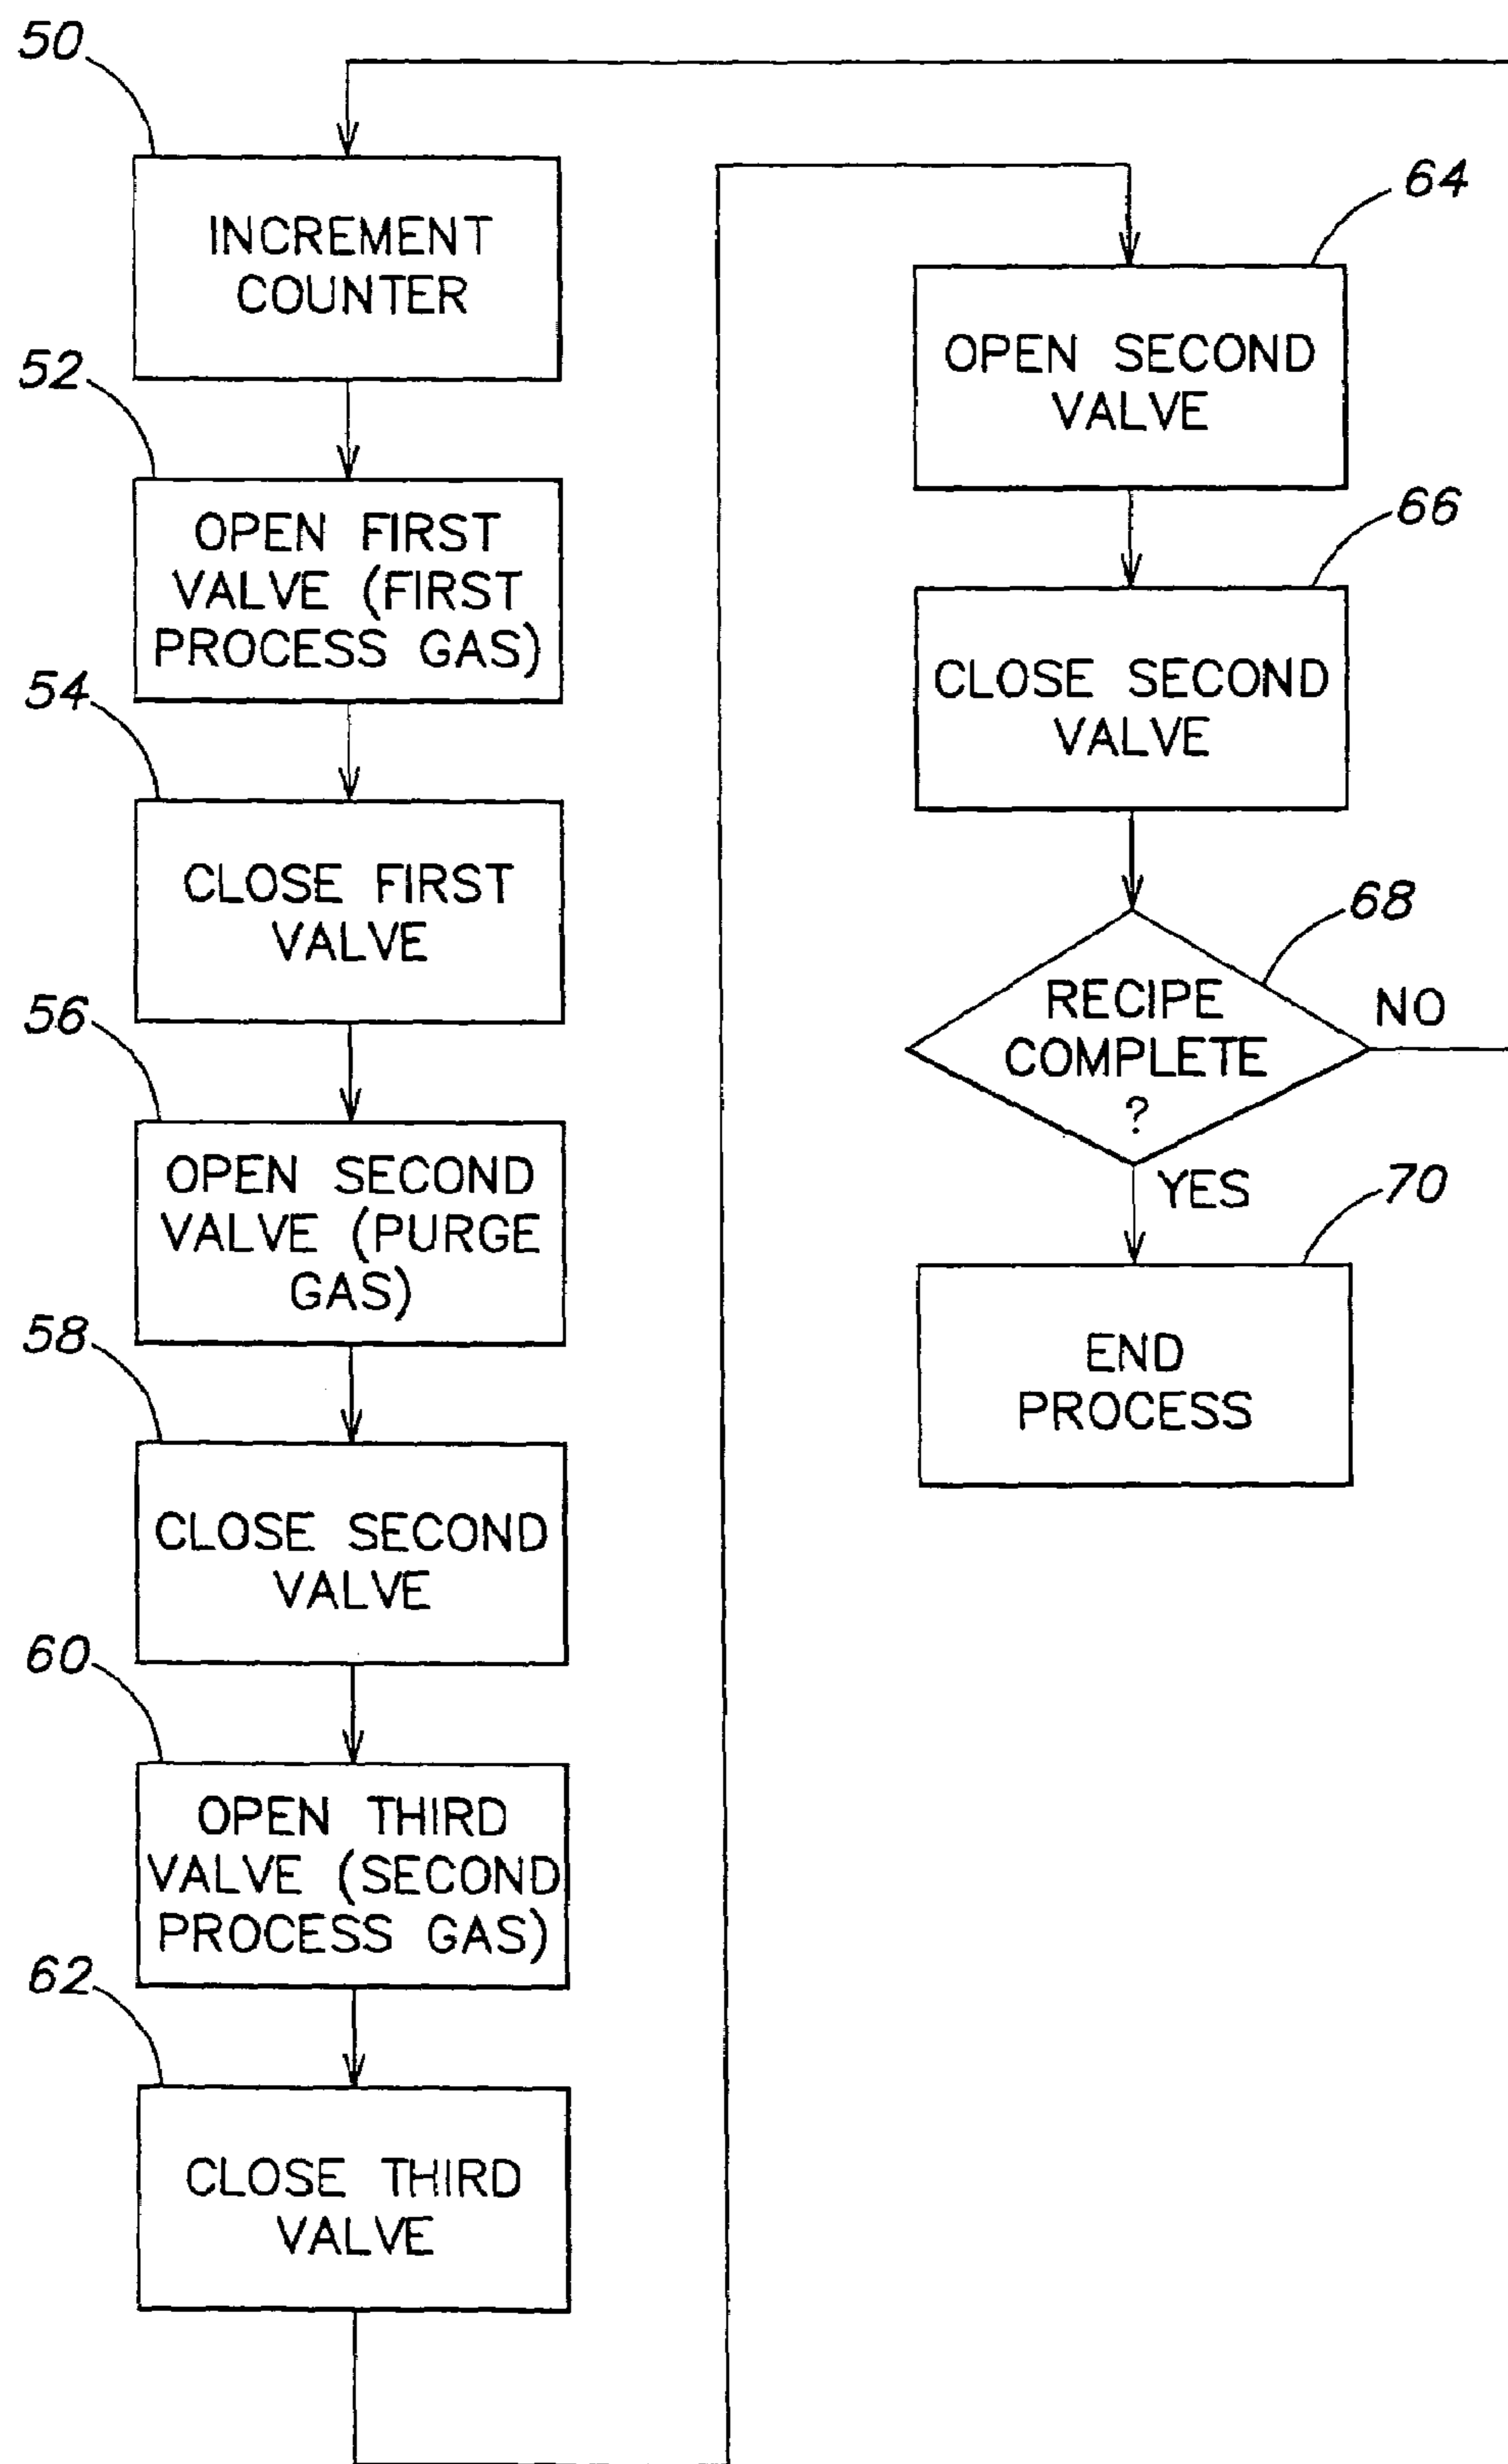 50
INCREMENT
COUNTER
52
OPEN FIRST
VALVE (FIRST
PROCESS GAS)
54
CLOSE FIRST
VALVE
56
OPEN SECOND
VALVE (PURGE
GAS)
58
CLOSE SECOND
VALVE
60
OPEN THIRD
VALVE (SECOND
PROCESS GAS)
62
CLOSE THIRD
VALVE
64
OPEN SECOND
VALVE
66
CLOSE SECOND
VALVE
68
RECIPE
COMPLETE
?
NO
YES
70
END
PROCESS